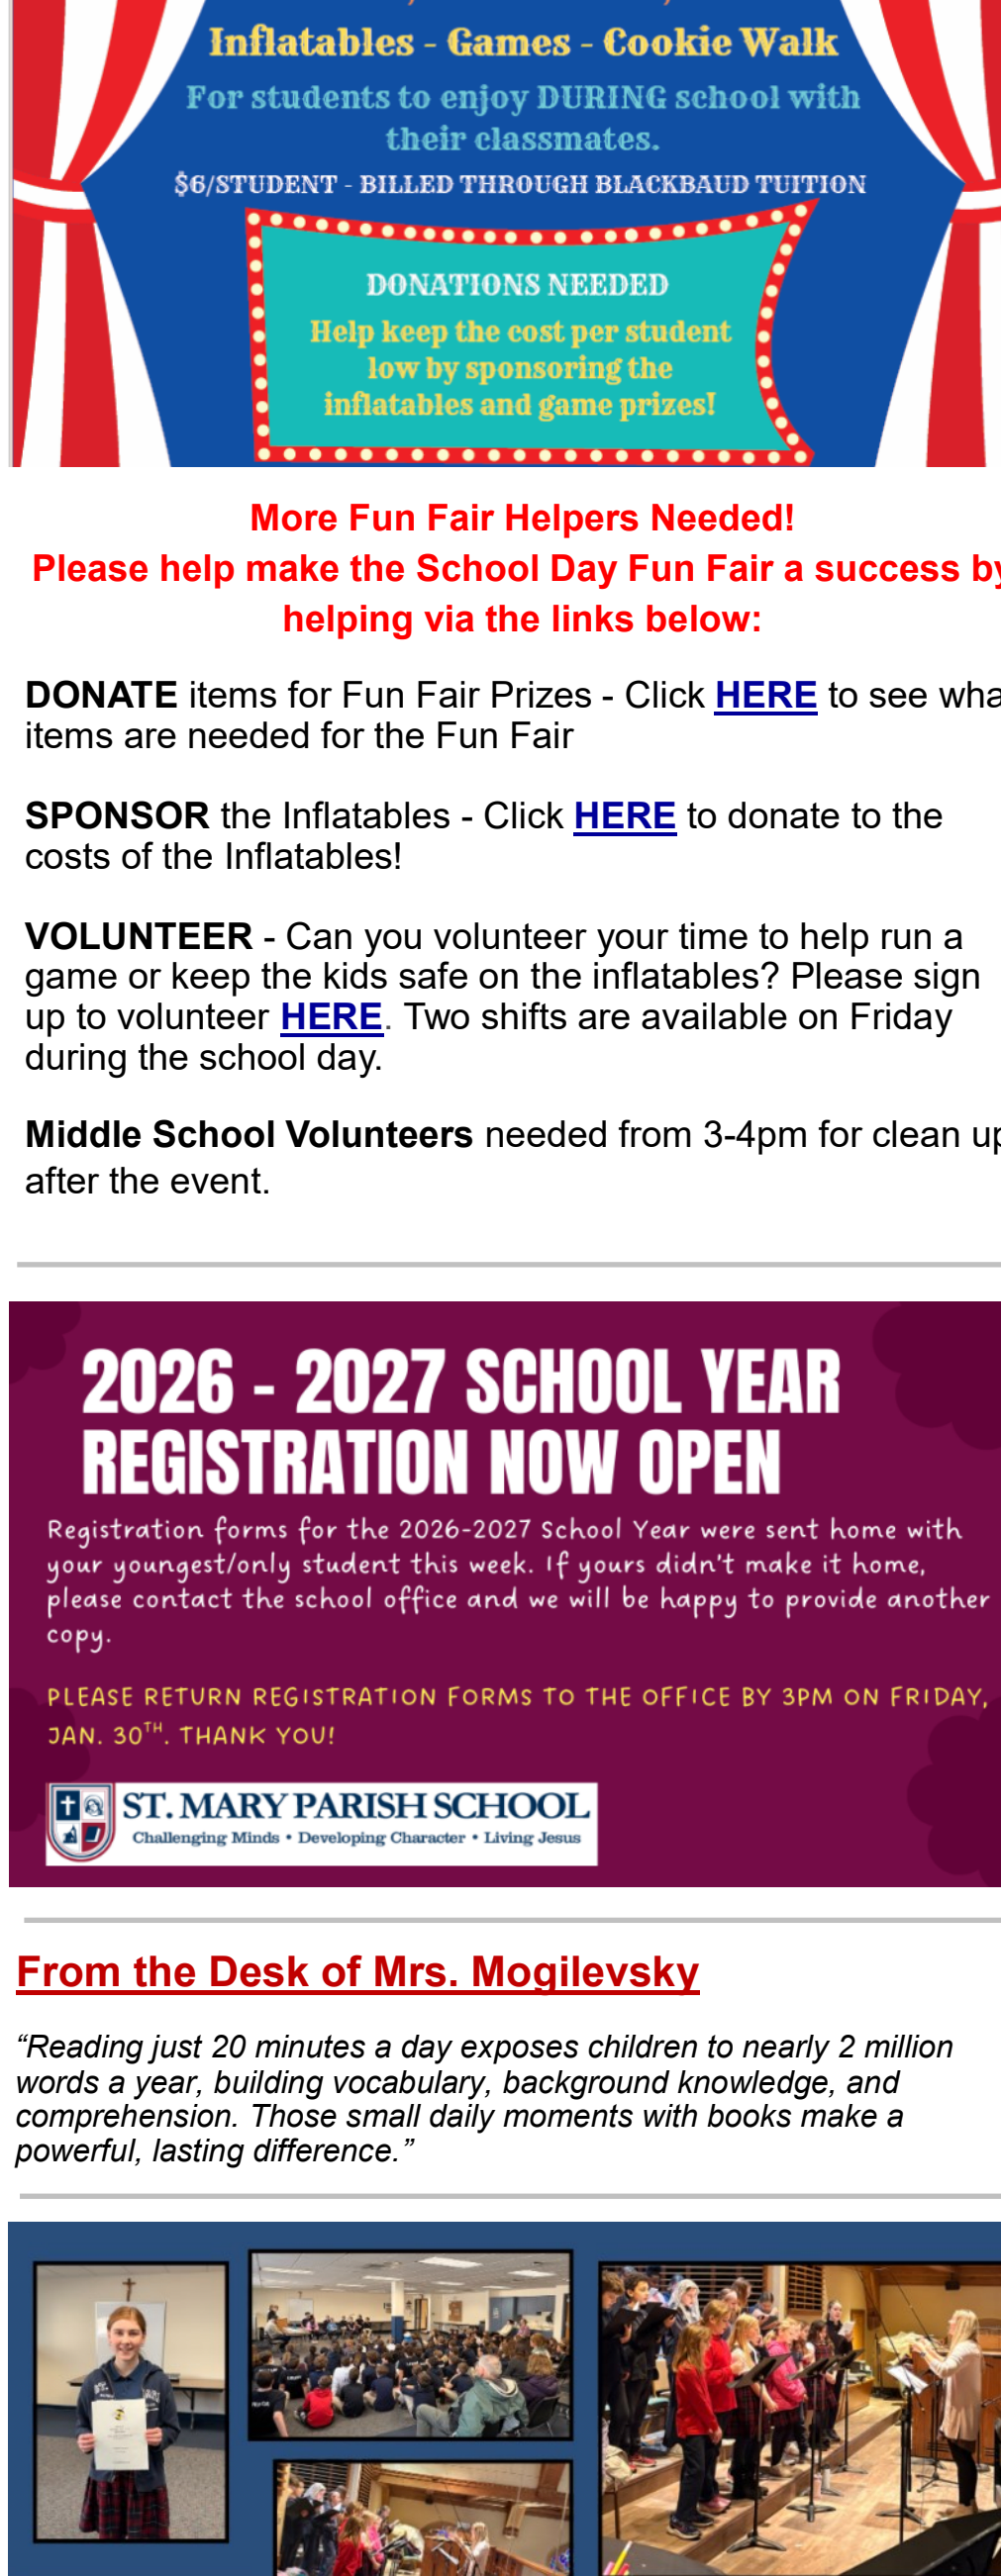 Inflatables - Games - Cookie Walk
For students to enjoy DURING school with
their classmates.
$6/STUDENT - BILLED THROUGH BLACKBAUD TUITION
DONATIONS NEEDED
Help keep the cost per student
low by sponsoring the
inflatables and game prizes!
More Fun Fair Helpers Needed!
Please help make the School Day Fun Fair a success by
helping via the links below:
DONATE items for Fun Fair Prizes - Click HERE to see wha
items are needed for the Fun Fair
SPONSOR the Inflatables - Click HERE to donate to the
costs of the Inflatables!
VOLUNTEER - Can you volunteer your time to help run a
game or keep the kids safe on the inflatables? Please sign
up to volunteer HERE. Two shifts are available on Friday
during the school day.
Middle School Volunteers needed from 3-4pm for clean up
after the event.
2026 - 2027 SCHOOL YEAR
REGISTRATION NOW OPEN
Registration forms for the 2026-2027 School Year were sent home with
your youngest/only student this week. If yours didn't make it home,
please contact the school office and we will be happy to provide another
copy.
PLEASE RETURN REGISTRATION FORMS TO THE OFFICE BY 3PM ON FRIDAY,
JAN. 30TH. THANK YOU!
ST. MARY PARISH SCHOOL
Challenging Minds • Developing Character • Living Jesus
From the Desk of Mrs. Mogilevsky
“Reading just 20 minutes a day exposes children to nearly 2 million
words a year, building vocabulary, background knowledge, and
comprehension. Those small daily moments with books make a
powerful, lasting difference.”